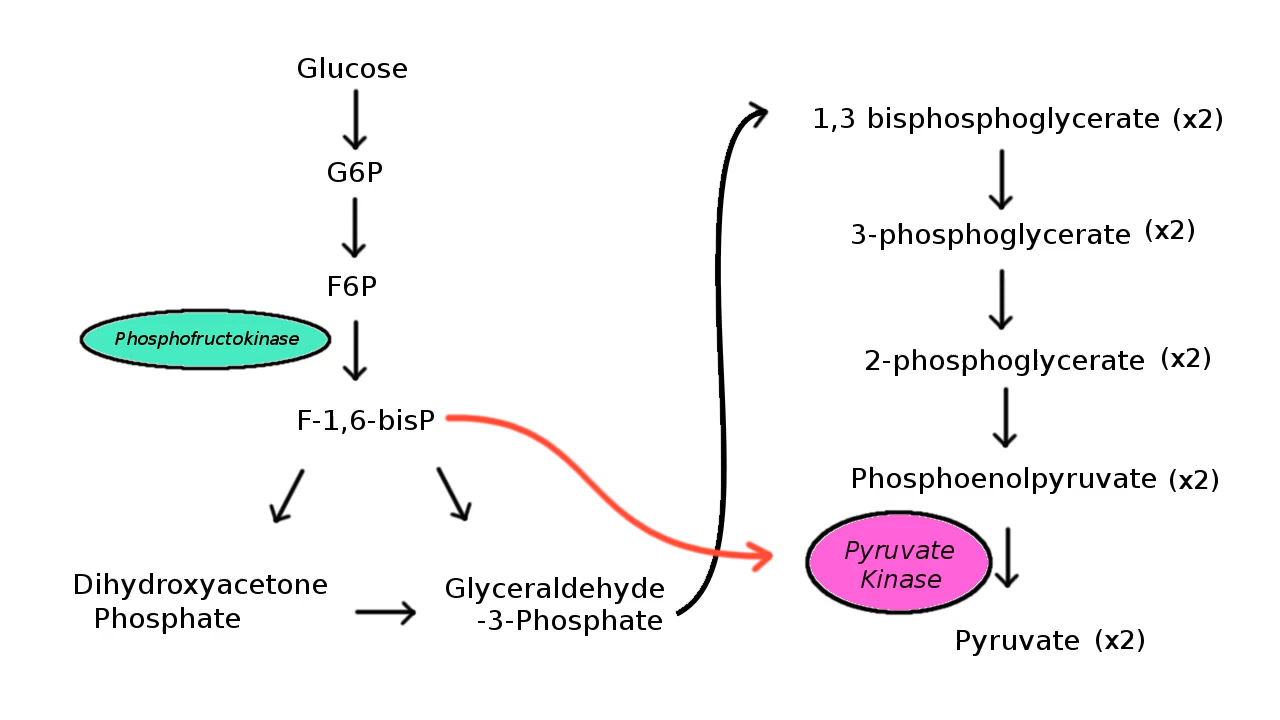 Glucose
G6P
F6P
Phosphofructokinase
F-1,6-bisP
Dihydroxyacetone
Phosphate
Glyceraldehyde
-3-Phosphate
1,3 bisphosphoglycerate (x2)
3-phosphoglycerate (x2)
2-phosphoglycerate (x2)
Phosphoenolpyruvate (x2)
Pyruvate
Kinase
Pyruvate (x2)